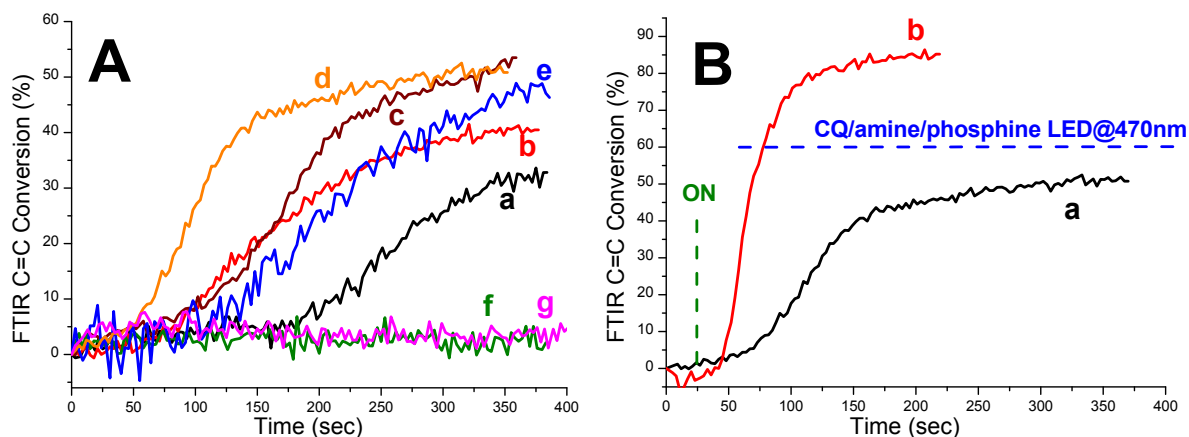 A
FTIR C=C Conversion (%)
60
50
40
30
20
10
0
d
c
e
b
a
f
g
0
50
100
150
200
250
300
350
400
Time (sec)
B
FTIR C=C Conversion (%)
90
80
70
60
50
40
30
20
10
0
b
CQ/amine/phosphine LED@470nm
ON
a
0
50
100
150
200
250
300
350
400
Time (sec)